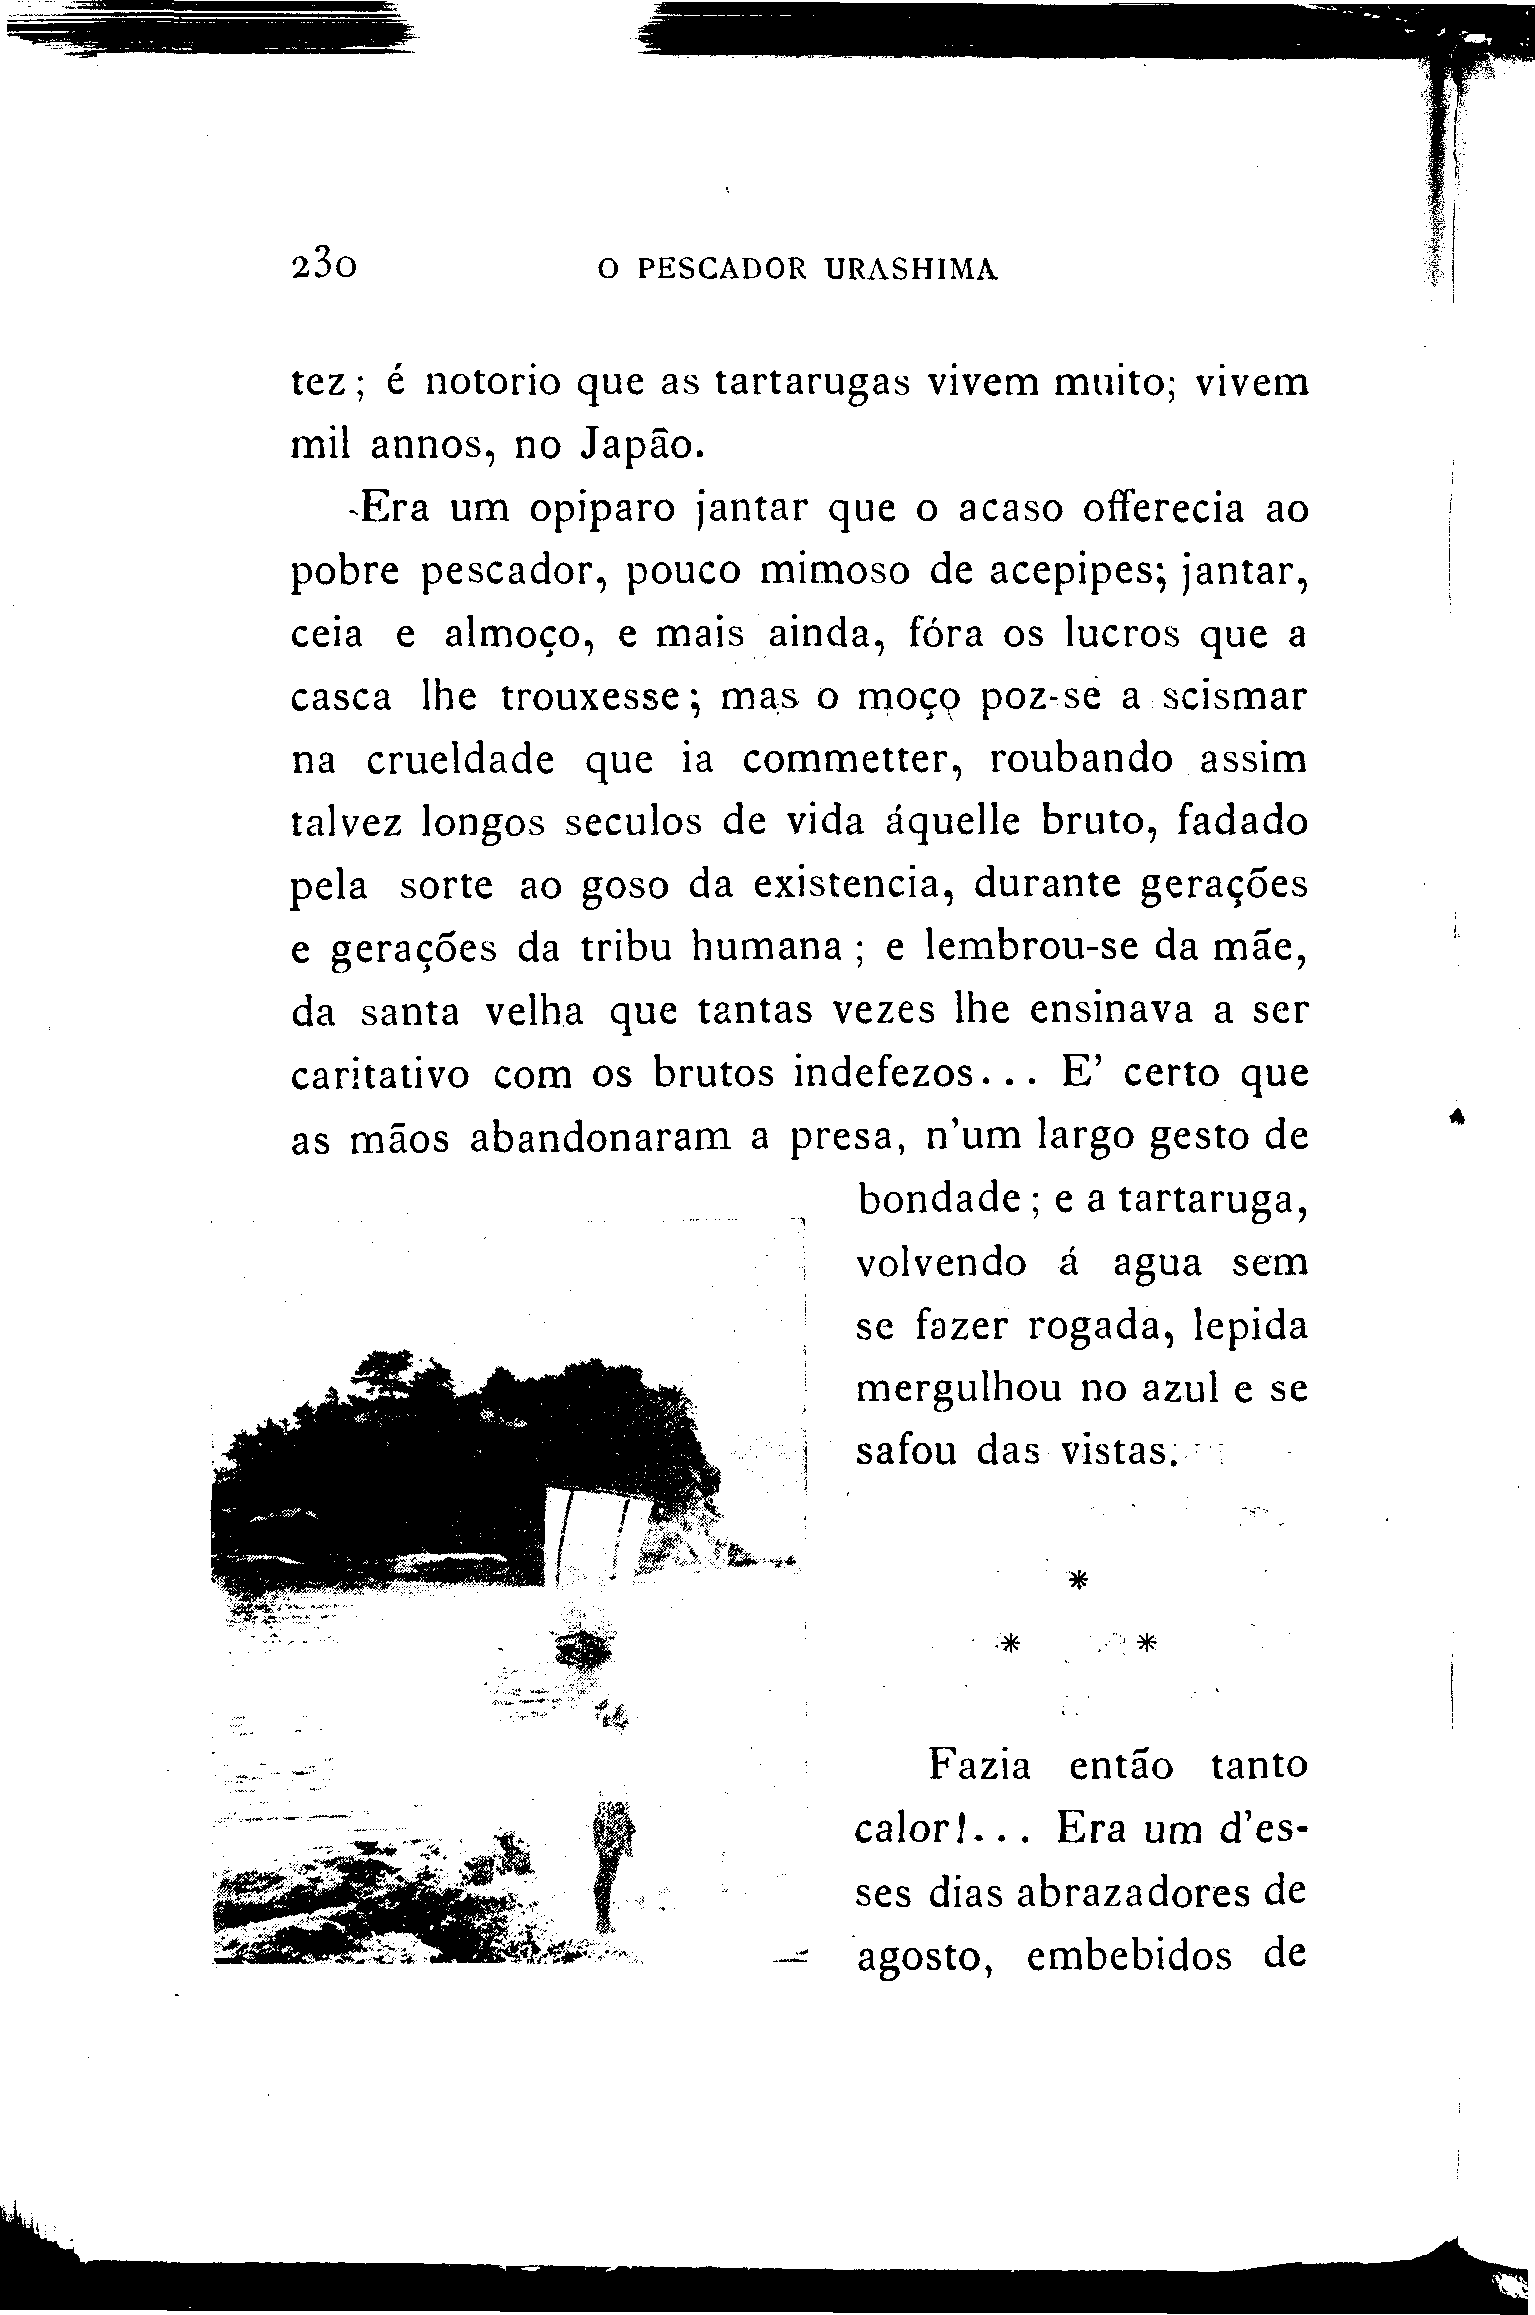 230 O PESCADOR URASHIMA
tez; é notorio que as tartarugas vivem muito; vivem
mil annos, no Japão.
Era um opiparo jantar que o acaso offerecia ao
pobre pescador, pouco mimoso de acepipes; jantar,
ceia e almoço, e mais ainda, fóra os lucros que a
casca lhe trouxesse; mas o moço poz-se a scismar
na crueldade que ia commetter, roubando assim
talvez longos seculos de vida áquelle bruto, fadado
pela sorte ao goso da existencia, durante gerações
e gerações da tribu humana; e lembrou-se da mãe,
da santa velha que tantas vezes lhe ensinava a ser
caritativo com os brutos indefezos... E' certo que
as mãos abandonaram a presa, n'um largo gesto de
bondade; e a tartaruga,
volvendo á agua sem
se fazer rogada, lepida
mergulhou no azul e se
safou das vistas.
*
* *
Fazia então tanto
calor!... Era um d'es-
ses dias abrazadores de
agosto, embebidos de